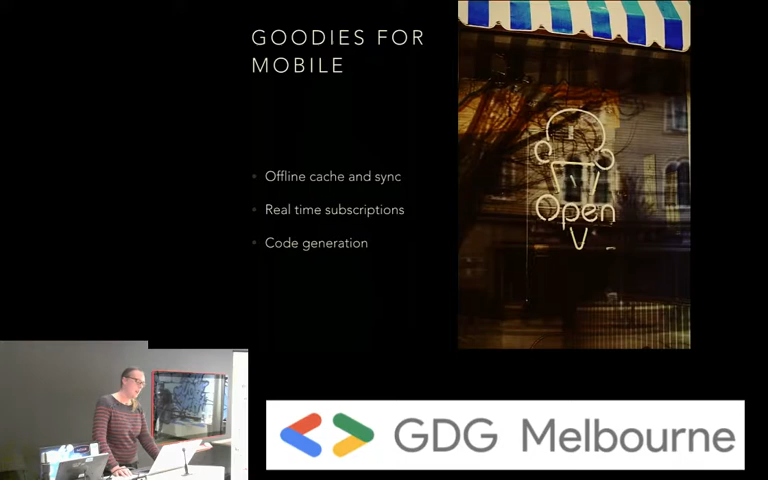 GOODIES FOR
MOBILE
Offline cache and sync
Real time subscriptions
Code generation
Open
GDG Melbourne